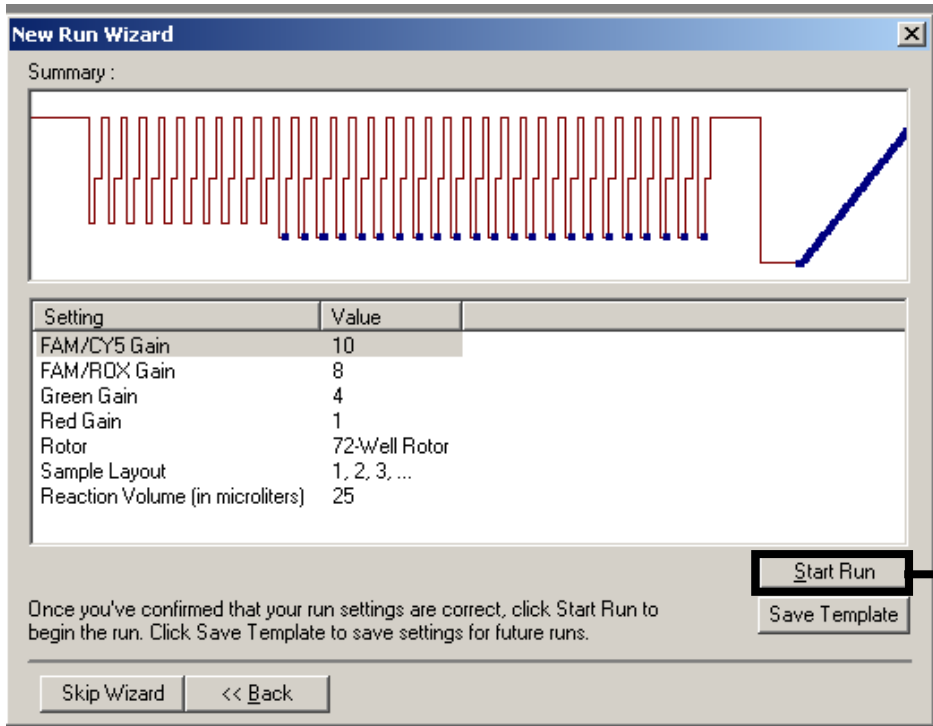 New Run Wizard
Summary :
Setting Value
FAM/CY5 Gain 10
FAM/ROX Gain 8
Green Gain 4
Red Gain 1
Rotor 72-Well Rotor
Sample Layout 1, 2, 3, ...
Reaction Volume (in microliters) 25
Start Run
Once you've confirmed that your run settings are correct, click Start Run to
begin the run. Click Save Template to save settings for future runs.
Save Template
Skip Wizard << Back